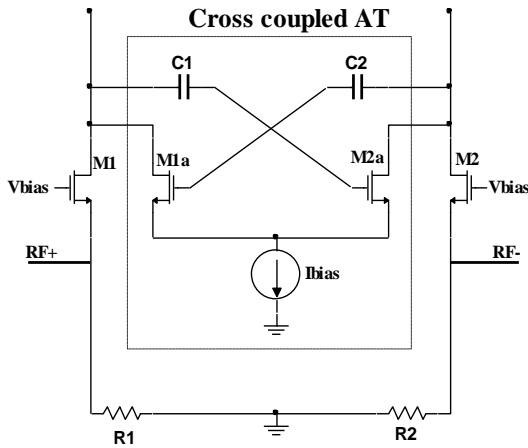 Cross coupled AT
C1
C2
M1
M1a
M2a
M2
Vbias
Vbias
RF+
RF-
Ibias
R1
R2